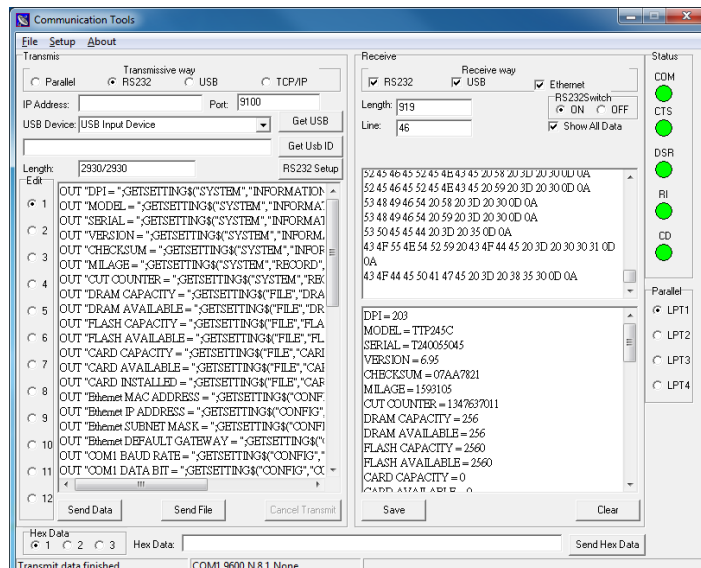 Communication Tools
File Setup About
Transmis
Transmissive way
Parallel RS232 USB TCP/IP
IP Address: Port: 9100
USB Device: USB Input Device Get USB
Get Usb ID
Length: 2930/2930 RS232 Setup
Edit
1
2
3
4
5
6
7
8
9
10
11
12
OUT "DPI = ";GETSETTING$("SYSTEM","INFORMATION
OUT "MODEL = ";GETSETTING$("SYSTEM","INFORMA
OUT "SERIAL = ";GETSETTING$("SYSTEM","INFORMAT
OUT "VERSION = ";GETSETTING$("SYSTEM","INFORM
OUT "CHECKSUM = ";GETSETTING$("SYSTEM","INFOR
OUT "MILAGE = ";GETSETTING$("SYSTEM","RECORD",
OUT "CUT COUNTER = ";GETSETTING$("SYSTEM","REC
OUT "DRAM CAPACITY = ";GETSETTING$("FILE","DRA
OUT "DRAM AVAILABLE = ";GETSETTING$("FILE","DR
OUT "FLASH CAPACITY = ";GETSETTING$("FILE","FLA
OUT "FLASH AVAILABLE = ";GETSETTING$("FILE","FL
OUT "CARD CAPACITY = ";GETSETTING$("FILE","CARI
OUT "CARD AVAILABLE = ";GETSETTING$("FILE","CA
OUT "CARD INSTALLED = ";GETSETTING$("FILE","CAF
OUT "Ethernet MAC ADDRESS = ";GETSETTING$("CONF
OUT "Ethernet IP ADDRESS = ";GETSETTING$("CONFIG",
OUT "Ethernet SUBNET MASK = ";GETSETTING$("CONF
OUT "Ethernet DEFAULT GATEWAY = ";GETSETTING$("
OUT "COM1 BAUD RATE = ";GETSETTING$("CONFIG","
OUT "COM1 DATA BIT = ";GETSETTING$("CONFIG","CC
Send Data Send File Cancel Transmit
Receive
Receive way
RS232 USB Ethernet
Length: 919
RS232Switch
ON OFF
Line: 46
Show All Data
52 45 46 45 52 45 4E 43 45 20 58 20 3D 20 30 0D 0A
52 45 46 45 52 45 4E 43 45 20 59 20 3D 20 30 0D 0A
53 48 49 46 54 20 58 20 3D 20 30 0D 0A
53 48 49 46 54 20 59 20 3D 20 30 0D 0A
53 50 45 45 44 20 3D 20 35 0D 0A
43 4F 55 4E 54 52 59 20 43 4F 44 45 20 3D 20 30 30 31 0D
0A
43 4F 44 45 50 41 47 45 20 3D 20 38 35 30 0D 0A
DPI = 203
MODEL = TTP245C
SERIAL = T240055045
VERSION = 6.95
CHECKSUM = 07AA7821
MILAGE = 1593105
CUT COUNTER = 1347637011
DRAM CAPACITY = 256
DRAM AVAILABLE = 256
FLASH CAPACITY = 2560
FLASH AVAILABLE = 2560
CARD CAPACITY = 0
CARD AVAILABLE = 0
Save Clear
Status
COM
CTS
DSR
RI
CD
Parallel
LPT1
LPT2
LPT3
LPT4
Hex Data
1 2 3 Hex Data: Send Hex Data
Transmit data finished COM1 9600 N 8 1 None